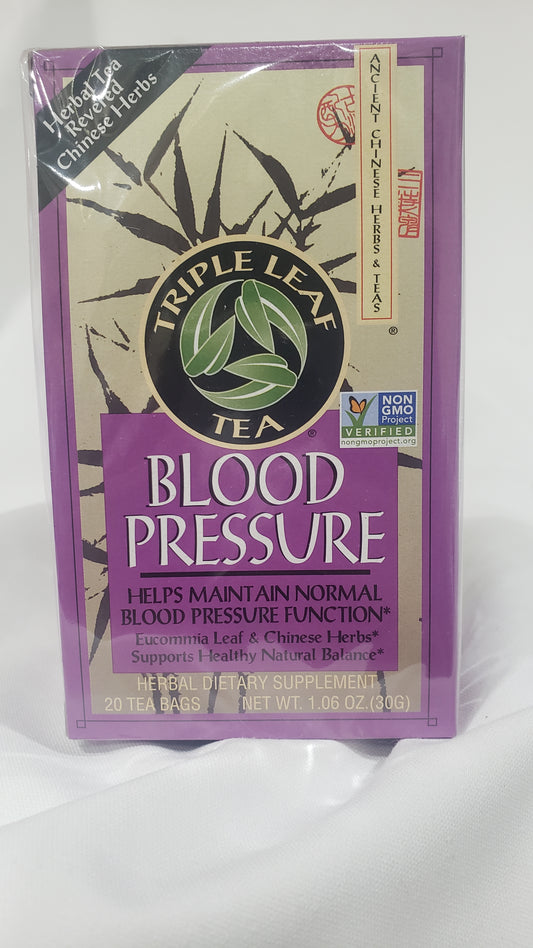 Herbal Tea
Revered
Chinese Herbs
ANCIENT CHINESE HERBS & TEAS
TRIPLE LEAF
TEA
®
®
NON
GMO
Project
VERIFIED
nongmoproject.org
BLOOD
PRESSURE
HELPS MAINTAIN NORMAL
BLOOD PRESSURE FUNCTION*
Eucommia Leaf & Chinese Herbs*
Supports Healthy Natural Balance*
HERBAL DIETARY SUPPLEMENT
20 TEA BAGS NET WT. 1.06 OZ.(30G)